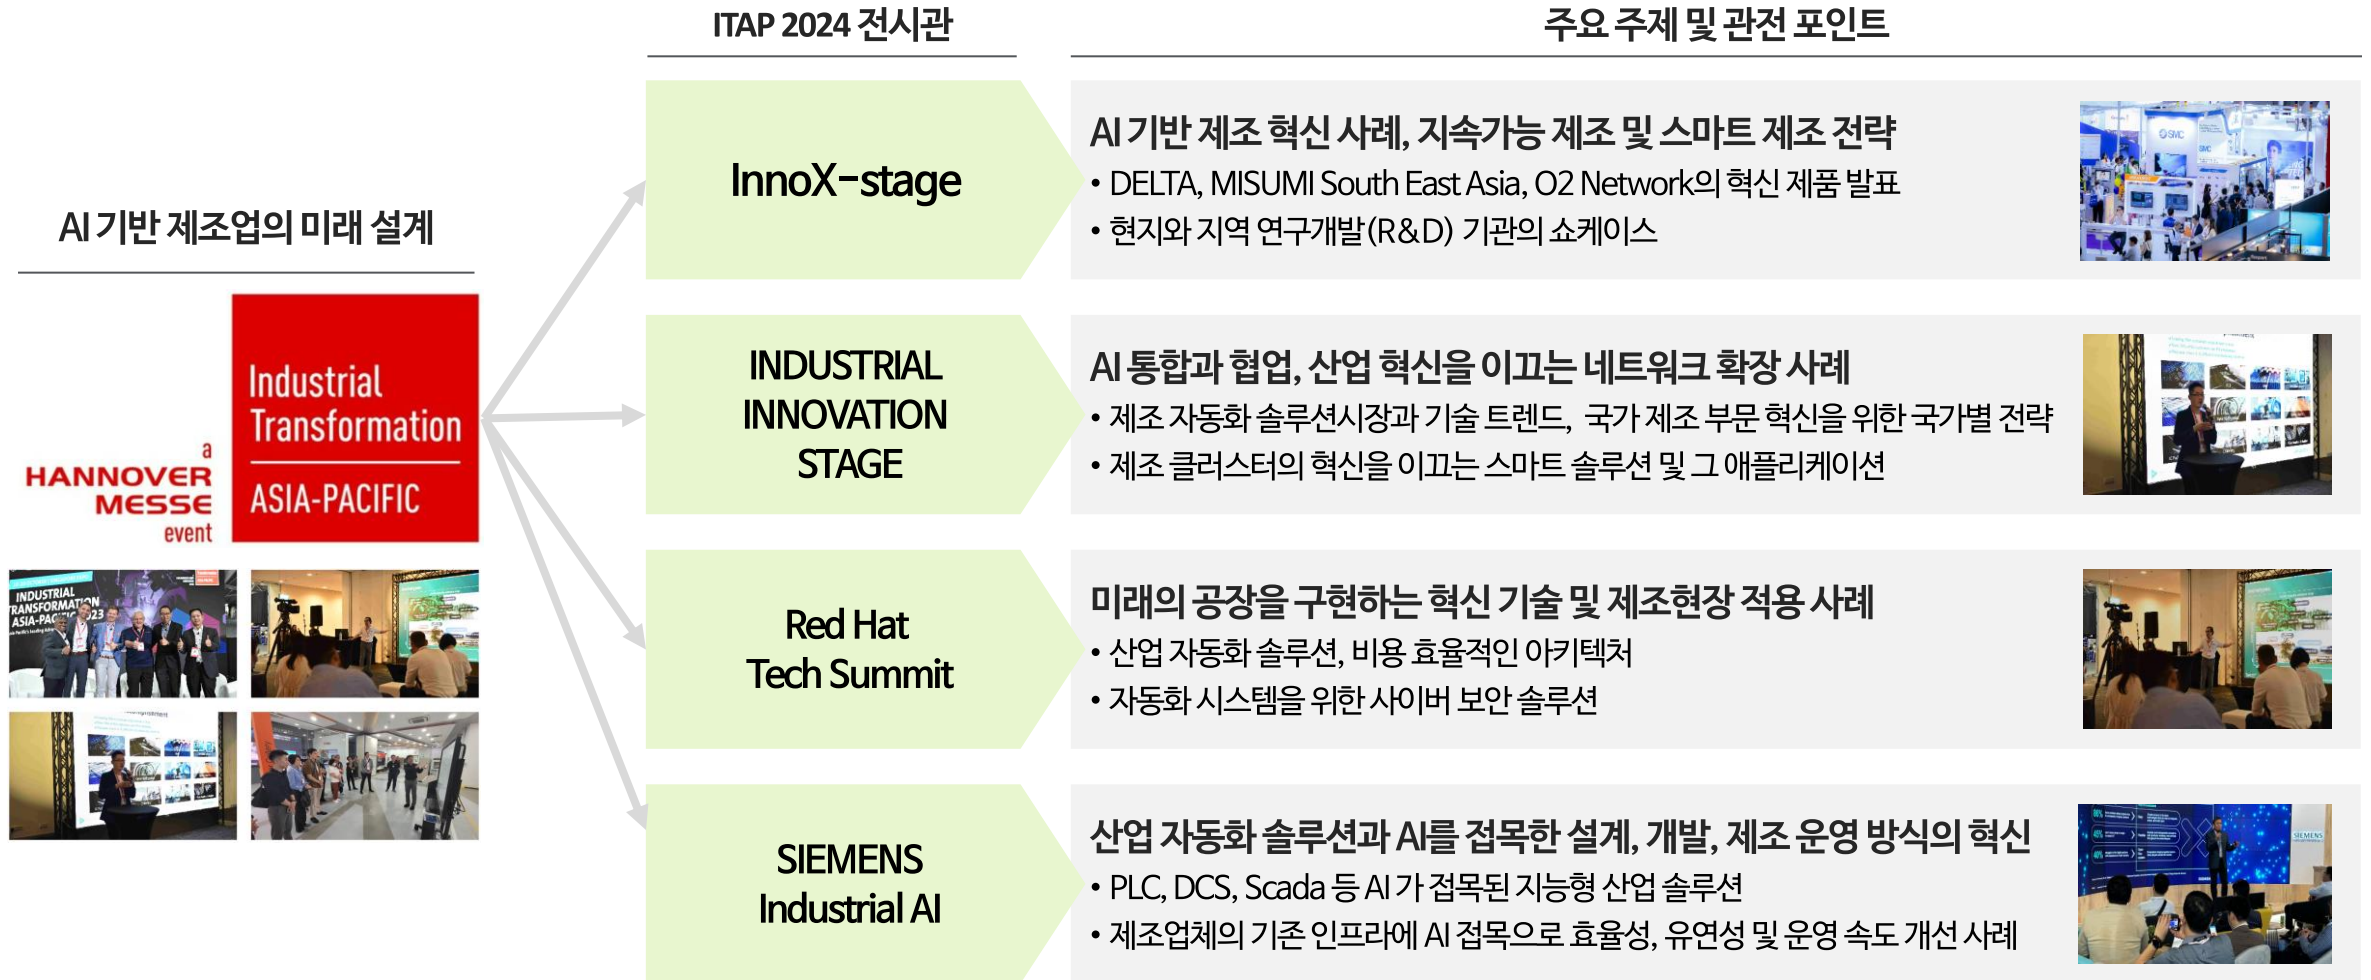 ITAP 2024 전시관
주요 주제 및 관전 포인트
AI 기반 제조업의 미래 설계
a
HANNOVER
MESSE
event
Industrial
Transformation
ASIA-PACIFIC
INDUSTRIAL
TRANSFORMATION
InnoX-stage
AI 기반 제조 혁신 사례, 지속가능 제조 및 스마트 제조 전략
• DELTA, MISUMI South East Asia, O2 Network의 혁신 제품 발표
• 현지와 지역 연구개발(R&D) 기관의 쇼케이스
SMC
SMC
INDUSTRIAL
INNOVATION
STAGE
AI 통합과 협업, 산업 혁신을 이끄는 네트워크 확장 사례
• 제조 자동화 솔루션시장과 기술 트렌드, 국가 제조 부문 혁신을 위한 국가별 전략
• 제조 클러스터의 혁신을 이끄는 스마트 솔루션 및 그 애플리케이션
Red Hat
Tech Summit
미래의 공장을 구현하는 혁신 기술 및 제조현장 적용 사례
• 산업 자동화 솔루션, 비용 효율적인 아키텍처
• 자동화 시스템을 위한 사이버 보안 솔루션
SIEMENS
Industrial AI
산업 자동화 솔루션과 AI를 접목한 설계, 개발, 제조 운영 방식의 혁신
• PLC, DCS, Scada 등 AI 가 접목된 지능형 산업 솔루션
• 제조업체의 기존 인프라에 AI 접목으로 효율성, 유연성 및 운영 속도 개선 사례
SIEMENS